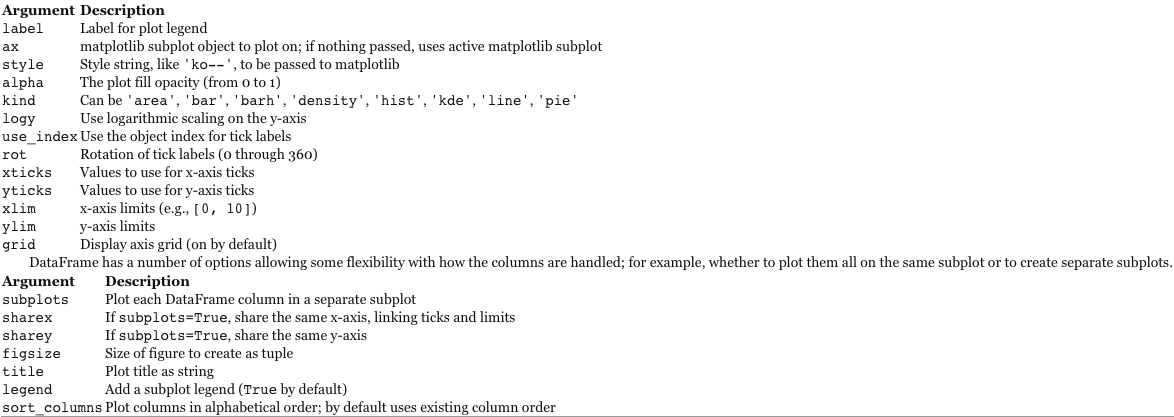 Argument Description
label Label for plot legend
ax matplotlib subplot object to plot on; if nothing passed, uses active matplotlib subplot
style Style string, like 'ko--', to be passed to matplotlib
alpha The plot fill opacity (from 0 to 1)
kind Can be 'area', 'bar', 'barh', 'density', 'hist', 'kde', 'line', 'pie'
logy Use logarithmic scaling on the y-axis
use_index Use the object index for tick labels
rot Rotation of tick labels (0 through 360)
xticks Values to use for x-axis ticks
yticks Values to use for y-axis ticks
xlim x-axis limits (e.g., [0, 10])
ylim y-axis limits
grid Display axis grid (on by default)
DataFrame has a number of options allowing some flexibility with how the columns are handled; for example, whether to plot them all on the same subplot or to create separate subplots.
Argument Description
subplots Plot each DataFrame column in a separate subplot
sharex If subplots=True, share the same x-axis, linking ticks and limits
sharey If subplots=True, share the same y-axis
figsize Size of figure to create as tuple
title Plot title as string
legend Add a subplot legend (True by default)
sort_columns Plot columns in alphabetical order; by default uses existing column order